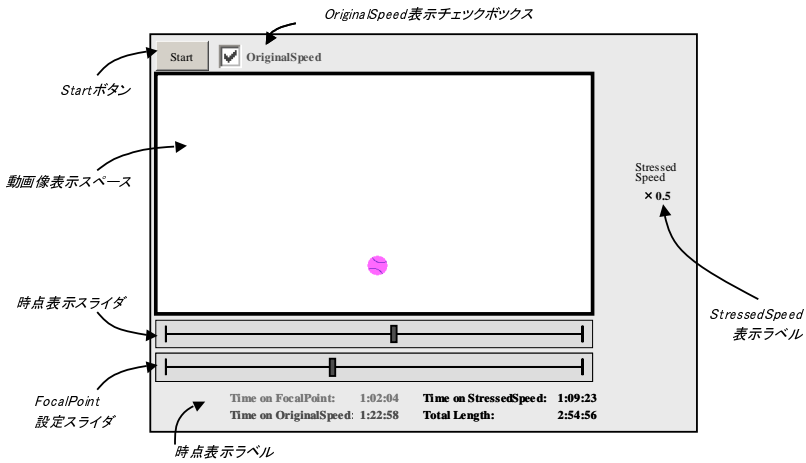 OriginalSpeed表示チェックボックス
Start
OriginalSpeed
Startボタン
動画像表示スペース
Stressed
Speed
× 0.5
時点表示スライダ
StressedSpeed
表示ラベル
FocalPoint
設定スライダ
Time on FocalPoint: 1:02:04 Time on StressedSpeed: 1:09:23
Time on OriginalSpeed: 1:22:58 Total Length: 2:54:56
時点表示ラベル